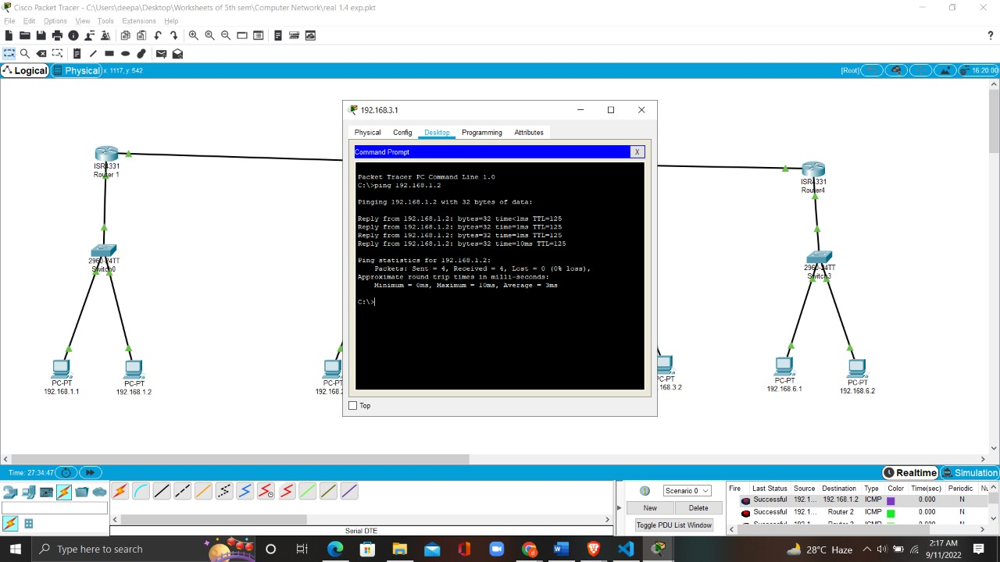 Cisco Packet Tracer - C:\Users\deepa\Desktop\Worksheets of 5th sem\Computer Network\real 1.4 exp.pkt
File Edit Options View Tools Extensions Help
?
Logical Physical x: 1117, y: 542 [Root] 16:20:00
192.168.3.1
Physical Config Desktop Programming Attributes
Command Prompt X
Packet Tracer PC Command Line 1.0
C:\>ping 192.168.1.2
Pinging 192.168.1.2 with 32 bytes of data:
Reply from 192.168.1.2: bytes=32 time<1ms TTL=125
Reply from 192.168.1.2: bytes=32 time=1ms TTL=125
Reply from 192.168.1.2: bytes=32 time=1ms TTL=125
Reply from 192.168.1.2: bytes=32 time=10ms TTL=125
Ping statistics for 192.168.1.2:
Packets: Sent = 4, Received = 4, Lost = 0 (0% loss),
Approximate round trip times in milli-seconds:
Minimum = 0ms, Maximum = 10ms, Average = 3ms
C:\>
Top
ISR4331
Router 1
2960-24TT
Switch0
PC-PT
192.168.1.1
PC-PT
192.168.1.2
PC-PT
192.168.
PC-PT
192.168.3.2
ISR4331
Router4
2960-24TT
Switch3
PC-PT
192.168.6.1
PC-PT
192.168.6.2
Time: 27:34:47 Realtime Simulation
Serial DTE
Scenario 0
New Delete
Toggle PDU List Window
Fire Last Status Source Destination Type Color Time(sec) Periodic
Successful 192.1... 192.168.1.2 ICMP 0.000 N
Successful 192.1... Router 2 ICMP 0.000 N
Type here to search
28°C Haze
2:17 AM
9/11/2022